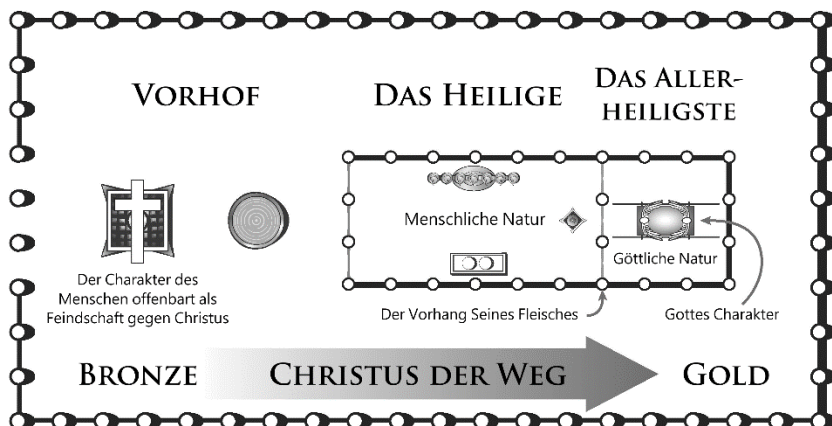 VORHOF
DAS HEILIGE
DAS ALLER-
HEILIGSTE
Menschliche Natur
Göttliche Natur
Der Charakter des
Menschen offenbart als
Feindschaft gegen Christus
Der Vorhang Seines Fleisches
Gottes Charakter
BRONZE
CHRISTUS DER WEG
GOLD